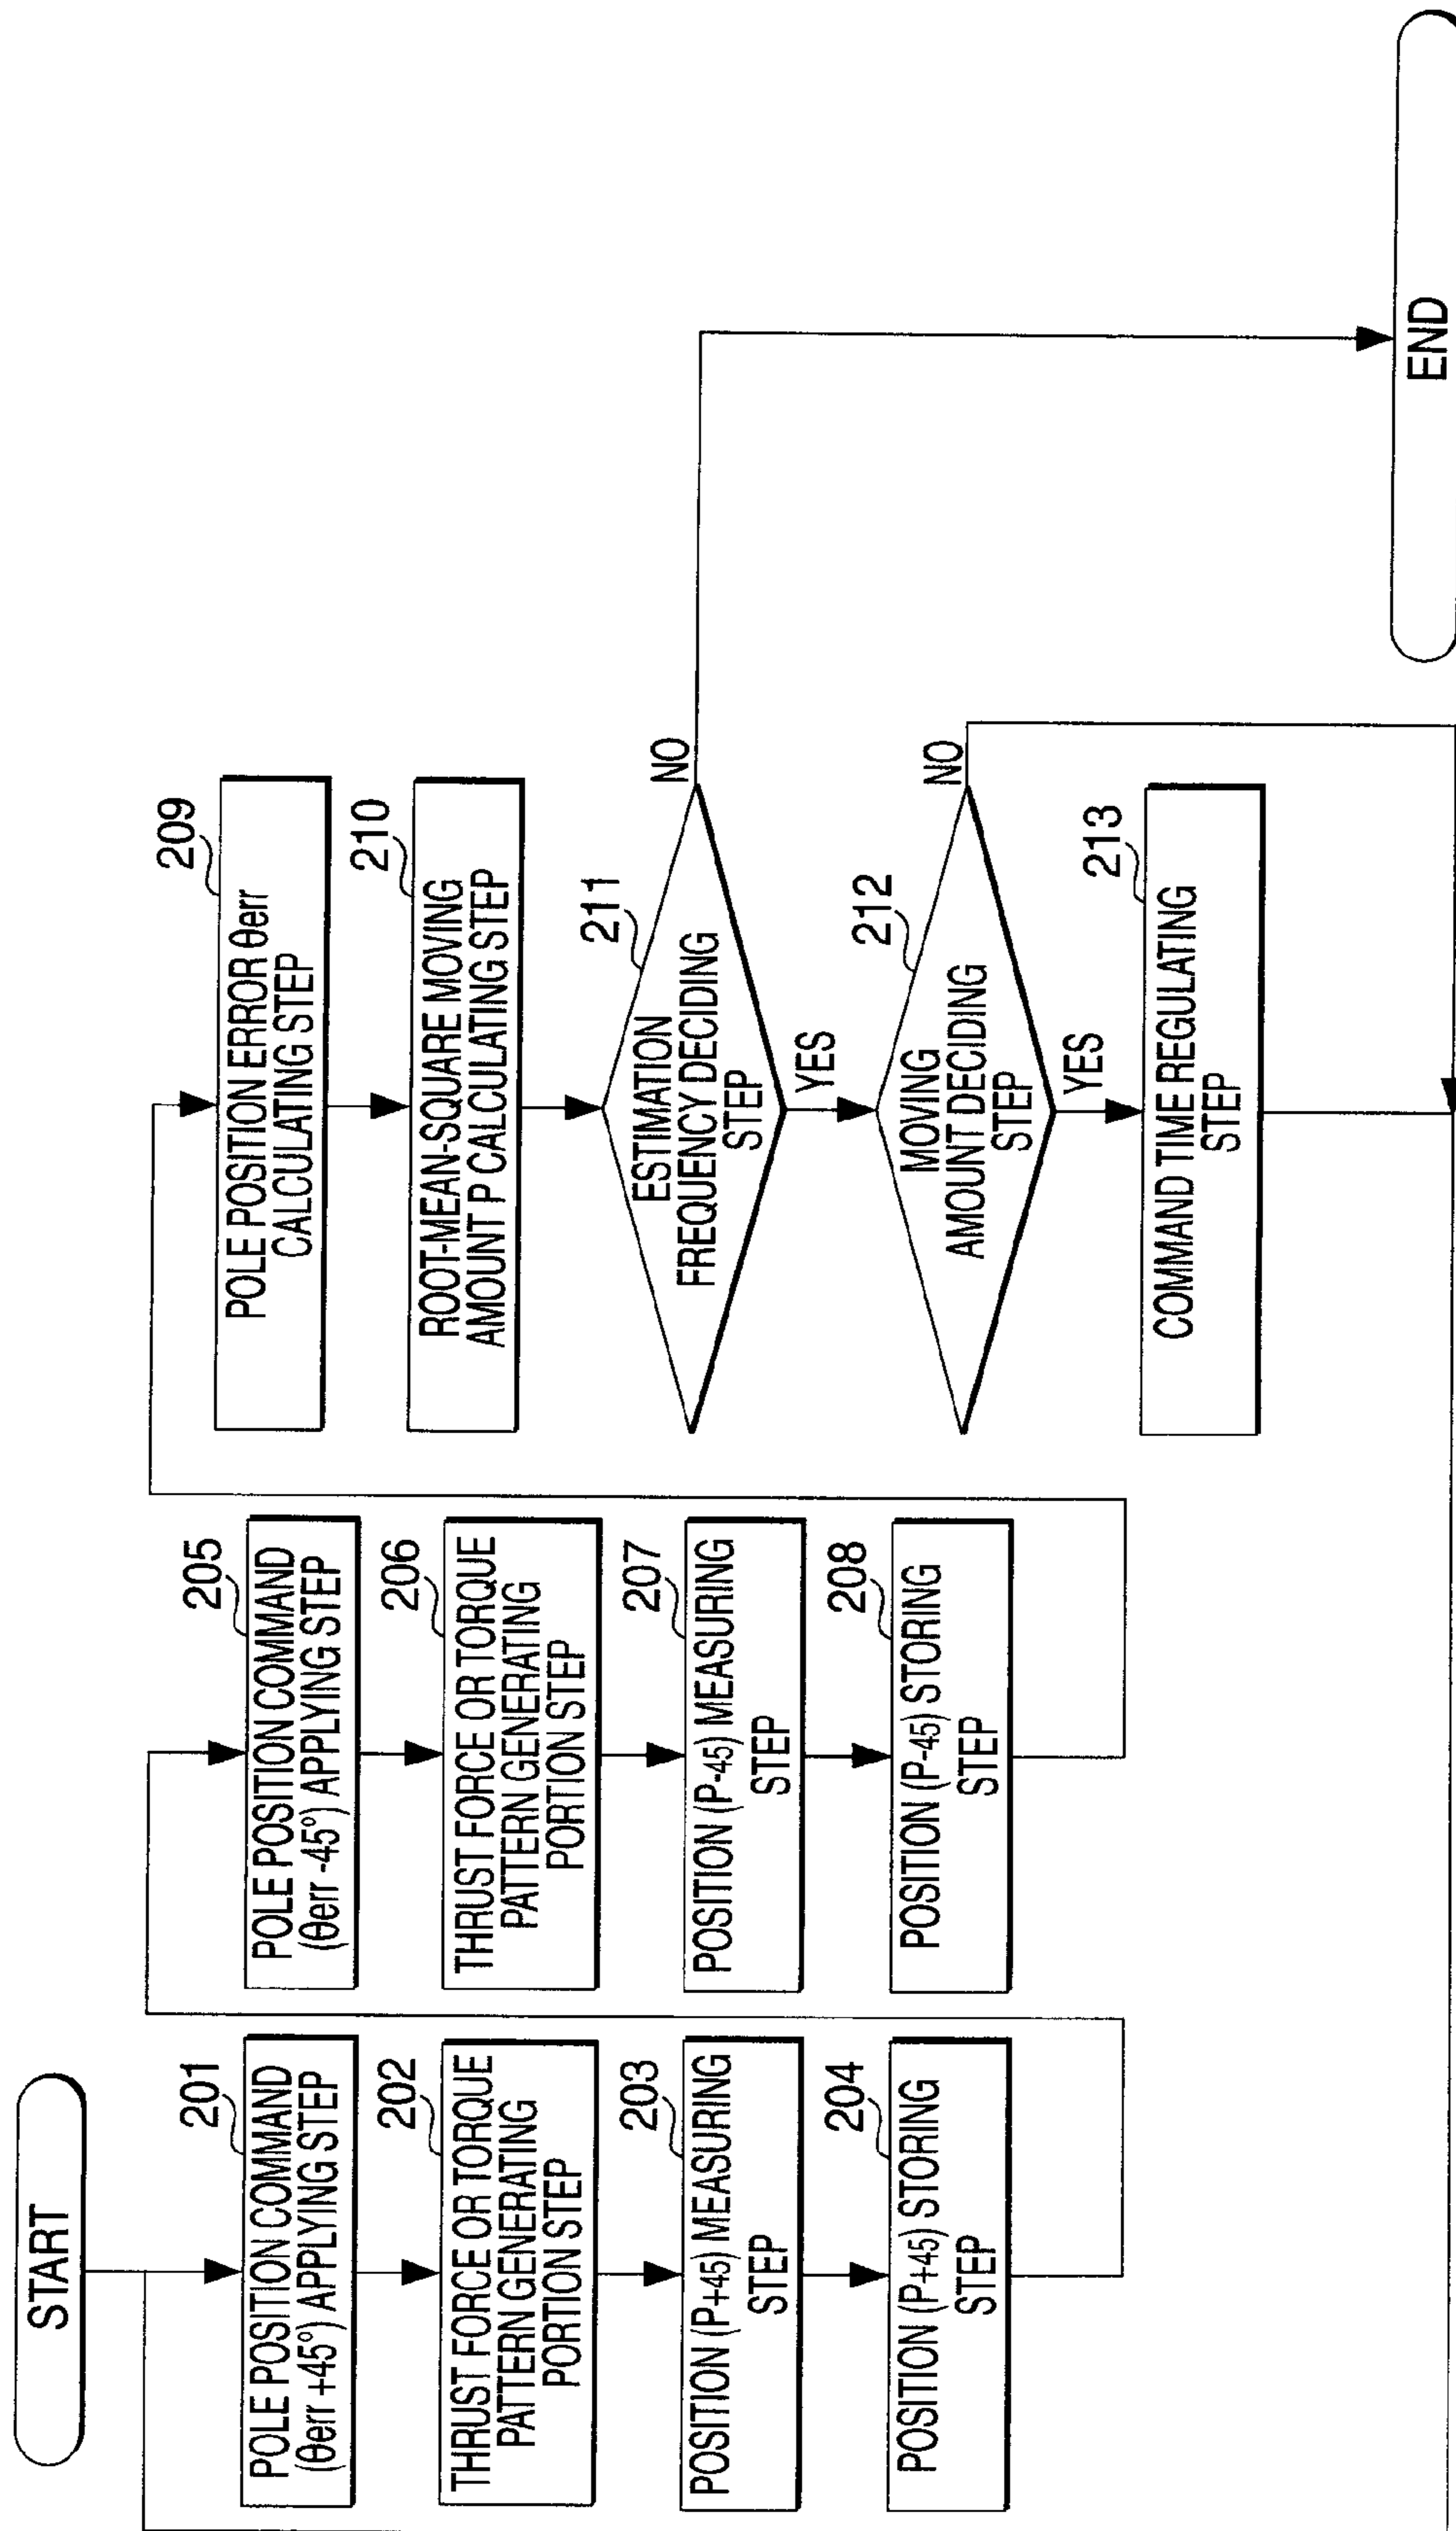 START
201
POLE POSITION COMMAND
(θerr +45°) APPLYING STEP
202
THRUST FORCE OR TORQUE
PATTERN GENERATING
PORTION STEP
203
POSITION (P+45) MEASURING
STEP
204
POSITION (P+45) STORING
STEP
205
POLE POSITION COMMAND
(θerr -45°) APPLYING STEP
206
THRUST FORCE OR TORQUE
PATTERN GENERATING
PORTION STEP
207
POSITION (P-45) MEASURING
STEP
208
POSITION (P-45) STORING
STEP
209
POLE POSITION ERROR θerr
CALCULATING STEP
210
ROOT-MEAN-SQUARE MOVING
AMOUNT P CALCULATING STEP
211
ESTIMATION
FREQUENCY DECIDING
STEP
NO
YES
212
MOVING
AMOUNT DECIDING
STEP
NO
YES
213
COMMAND TIME REGULATING
STEP
END